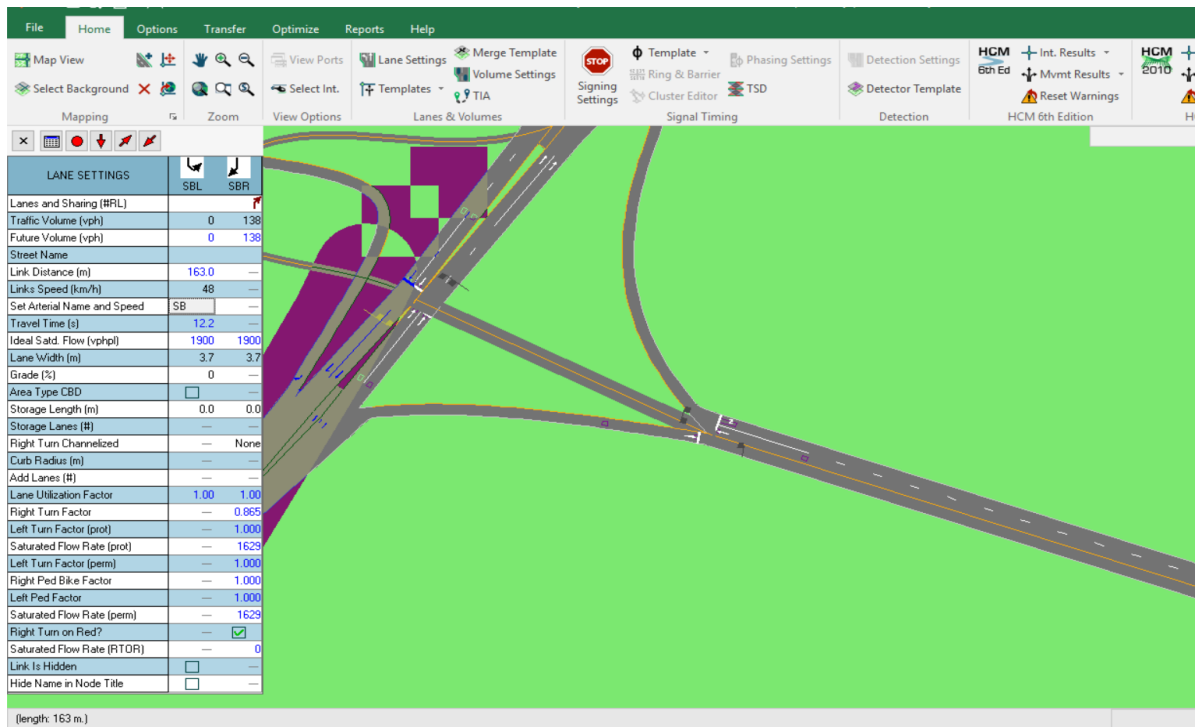 File Home Options Transfer Optimize Reports Help
Map View
Select Background
Mapping
Zoom
View Ports
Select Int.
View Options
Lane Settings
Templates
Merge Template
Volume Settings
TIA
Lanes & Volumes
STOP
Signing
Settings
Φ Template
Ring & Barrier
Cluster Editor
Phasing Settings
TSD
Signal Timing
Detection Settings
Detector Template
Detection
HCM
6th Ed
Int. Results
Mvmt Results
Reset Warnings
HCM 6th Edition
HCM
2010
LANE SETTINGS SBL SBR
Lanes and Sharing (#RL)
Traffic Volume (vph) 0 138
Future Volume (vph) 0 138
Street Name
Link Distance (m) 163.0 —
Links Speed (km/h) 48 —
Set Arterial Name and Speed SB —
Travel Time (s) 12.2 —
Ideal Satd. Flow (vphpl) 1900 1900
Lane Width (m) 3.7 3.7
Grade (%) 0 —
Area Type CBD —
Storage Length (m) 0.0 0.0
Storage Lanes (#) — —
Right Turn Channelized — None
Curb Radius (m) — —
Add Lanes (#) — —
Lane Utilization Factor 1.00 1.00
Right Turn Factor — 0.865
Left Turn Factor (prot) — 1.000
Saturated Flow Rate (prot) — 1629
Left Turn Factor (perm) — 1.000
Right Ped Bike Factor — 1.000
Left Ped Factor — 1.000
Saturated Flow Rate (perm) — 1629
Right Turn on Red? —
Saturated Flow Rate (RTOR) — 0
Link Is Hidden —
Hide Name in Node Title —
(length: 163 m.)